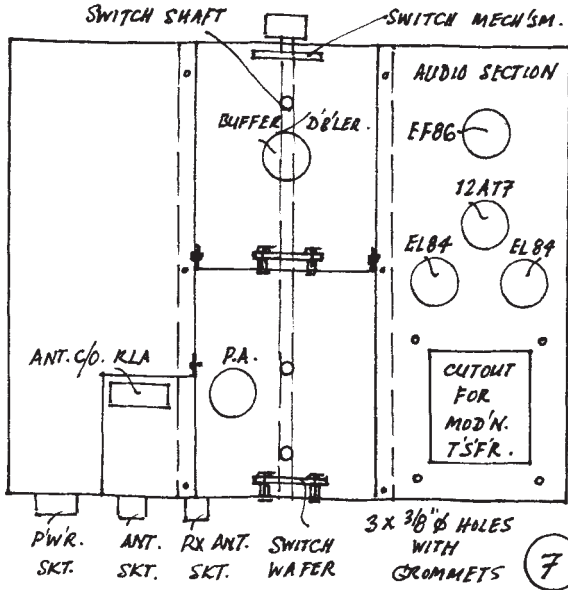 SWITCH SHAFT
SWITCH MECH'SM.
AUDIO SECTION
BUFFER D'B'LER.
EF86
12AT7
EL84
EL84
ANT. C/O. RLA
P.A.
CUTOUT
FOR
MOD'N.
T'S'F'R.
P'W'R.
SKT.
ANT.
SKT.
RX ANT.
SKT.
SWITCH
WAFER
3 X 3/8"Φ HOLES
WITH
GROMMETS
7